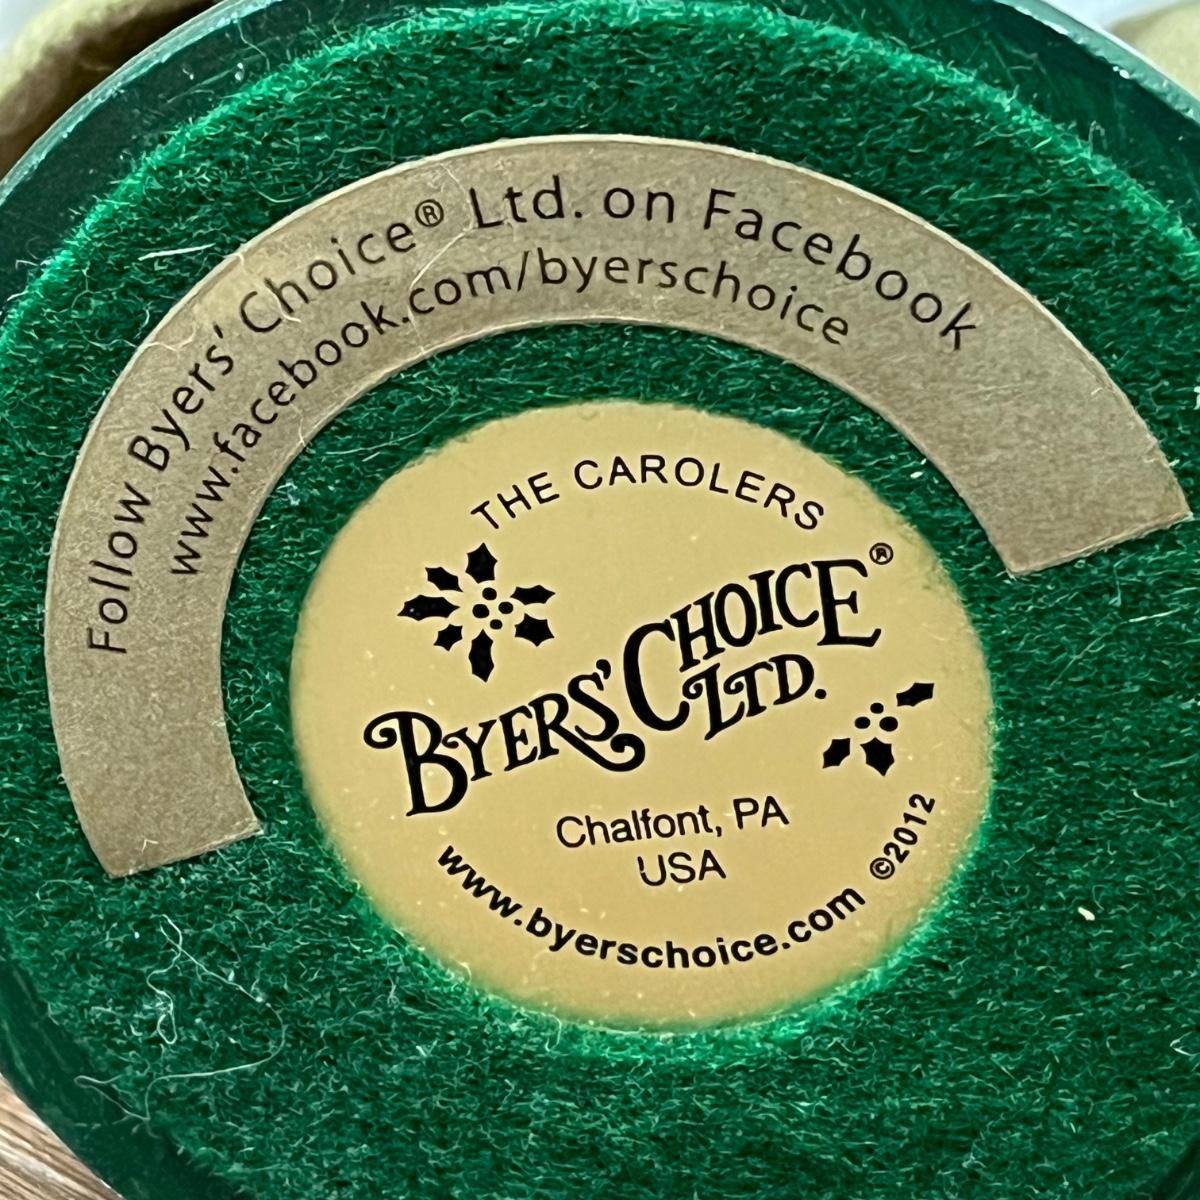 Follow Byers' Choice® Ltd. on Facebook
www.facebook.com/byerschoice
THE CAROLERS
BYERS' CHOICE®
LTD.
Chalfont, PA
USA
www.byerschoice.com ©2012